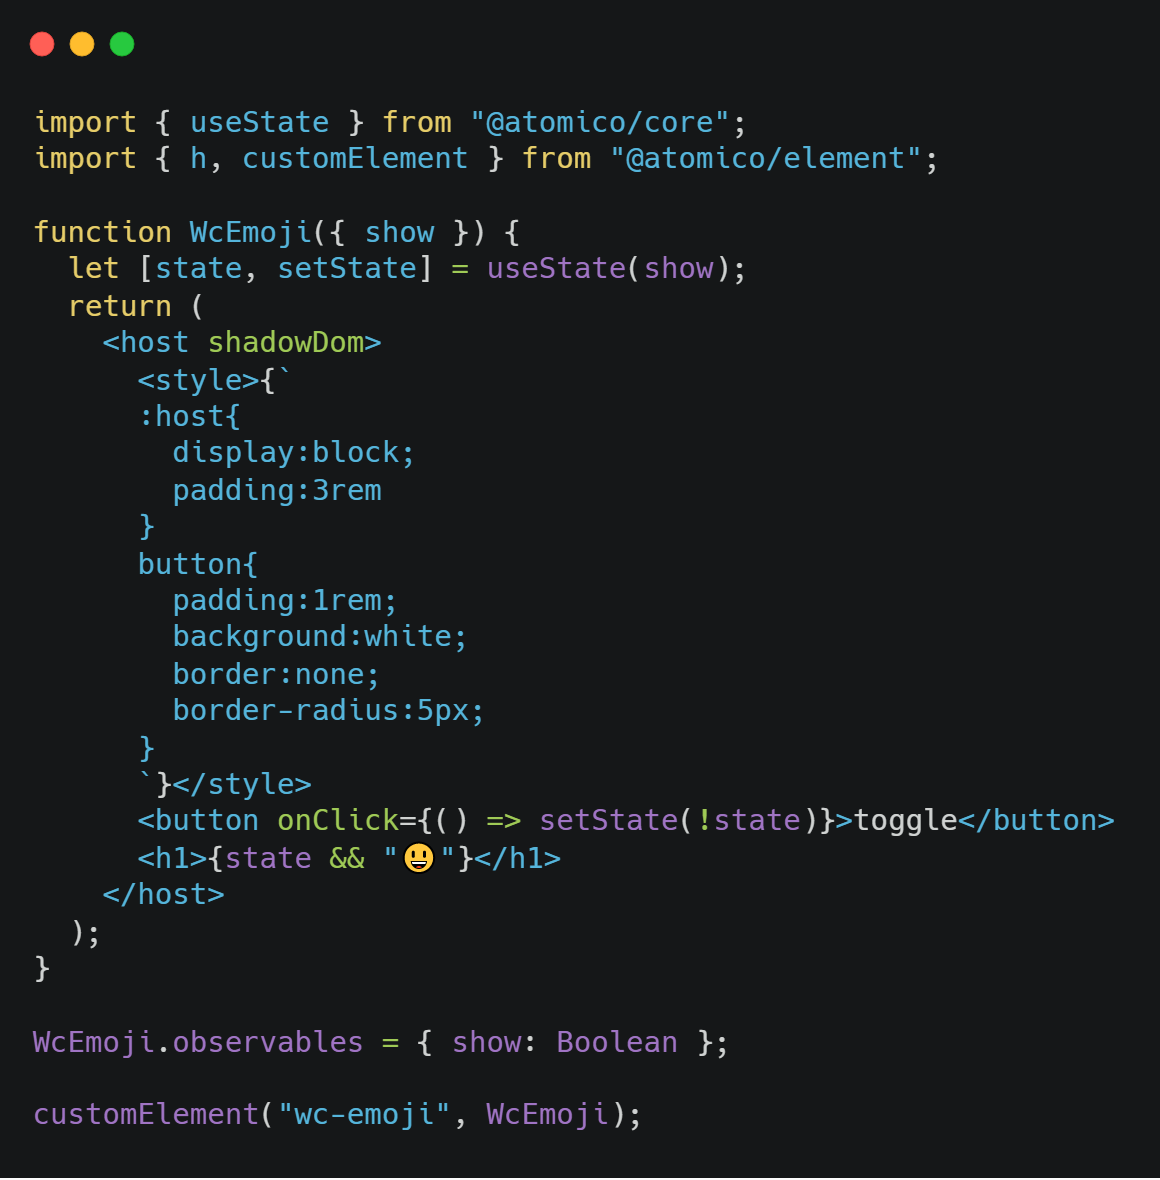 import { useState } from "@atomico/core";
import { h, customElement } from "@atomico/element";

function WcEmoji({ show }) {
  let [state, setState] = useState(show);
  return (
    <host shadowDom>
      <style>{`
      :host{
        display:block;
        padding:3rem
      }
      button{
        padding:1rem;
        background:white;
        border:none;
        border-radius:5px;
      }
      `}</style>
      <button onClick={() => setState(!state)}>toggle</button>
      <h1>{state && "😃"}</h1>
    </host>
  );
}

WcEmoji.observables = { show: Boolean };

customElement("wc-emoji", WcEmoji);